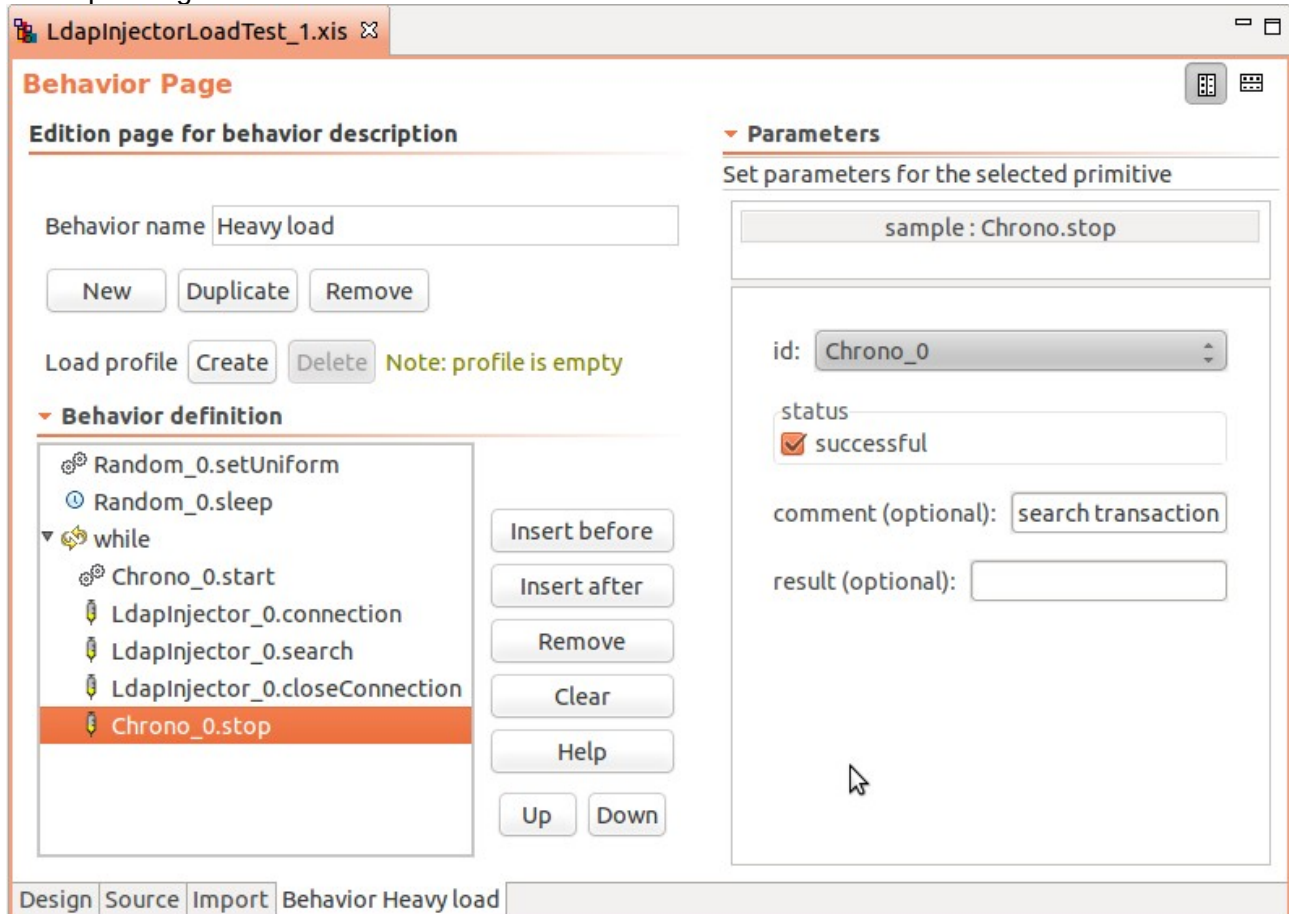 LdapInjectorLoadTest_1.xis
Behavior Page
Edition page for behavior description
Behavior name Heavy load
New Duplicate Remove
Load profile Create Delete Note: profile is empty
Behavior definition
Random_0.setUniform
Random_0.sleep
while
Chrono_0.start
LdapInjector_0.connection
LdapInjector_0.search
LdapInjector_0.closeConnection
Chrono_0.stop
Insert before
Insert after
Remove
Clear
Help
Up Down
Parameters
Set parameters for the selected primitive
sample : Chrono.stop
id: Chrono_0
status
successful
comment (optional): search transaction
result (optional):
Design Source Import Behavior Heavy load